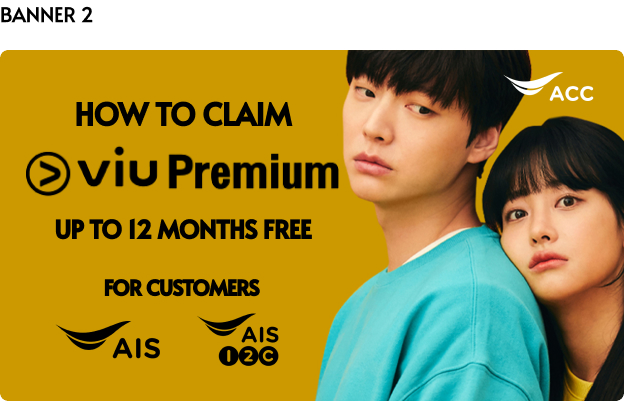 BANNER 2
ACC
HOW TO CLAIM
viu Premium
UP TO 12 MONTHS FREE
FOR CUSTOMERS
AIS
AIS
12C